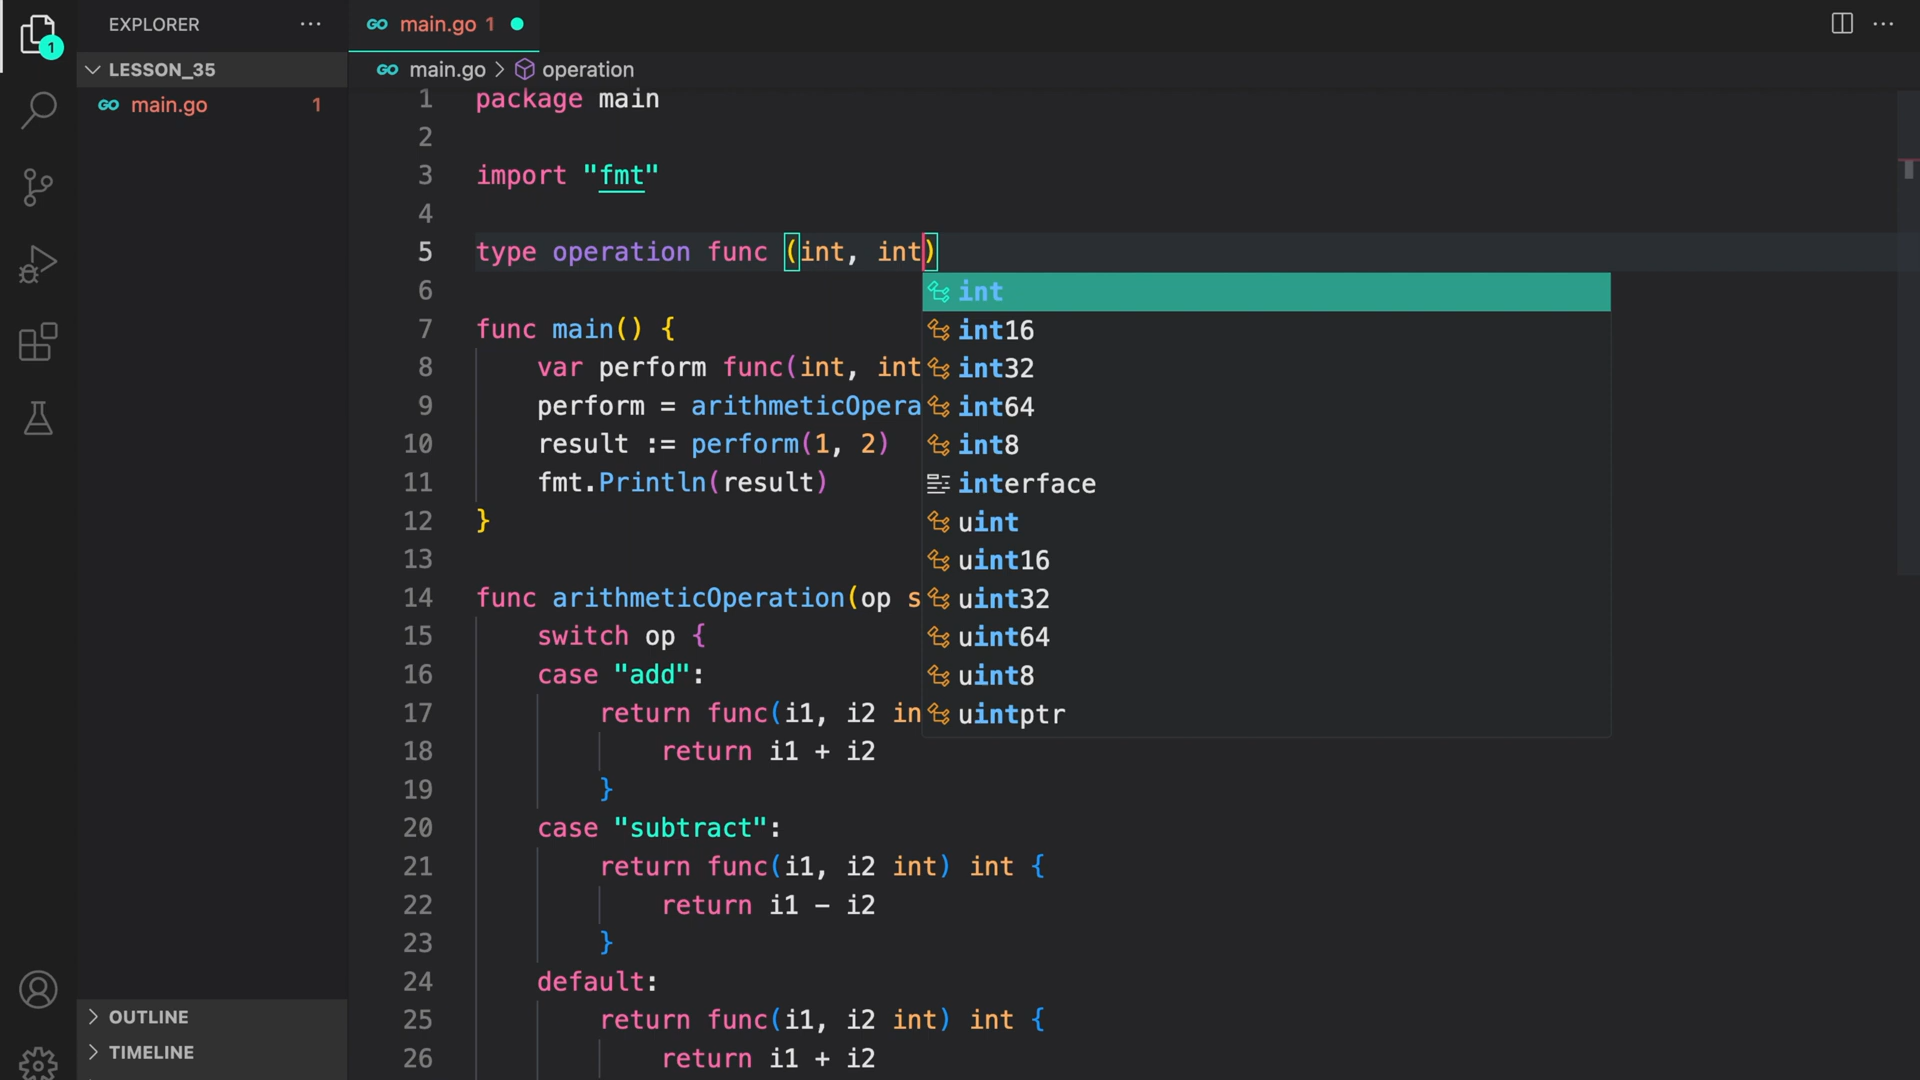 EXPLORER ...
1
LESSON_35
main.go 1
OUTLINE
TIMELINE
main.go 1
main.go > operation
1 package main
2
3 import "fmt"
4
5 type operation func (int, int)
6
7 func main() {
8 var perform func(int, int
9 perform = arithmeticOpera
10 result := perform(1, 2)
11 fmt.Println(result)
12 }
13
14 func arithmeticOperation(op s
15 switch op {
16 case "add":
17 return func(i1, i2 in
18 return i1 + i2
19 }
20 case "subtract":
21 return func(i1, i2 int) int {
22 return i1 - i2
23 }
24 default:
25 return func(i1, i2 int) int {
26 return i1 + i2
int
int16
int32
int64
int8
interface
uint
uint16
uint32
uint64
uint8
uintptr